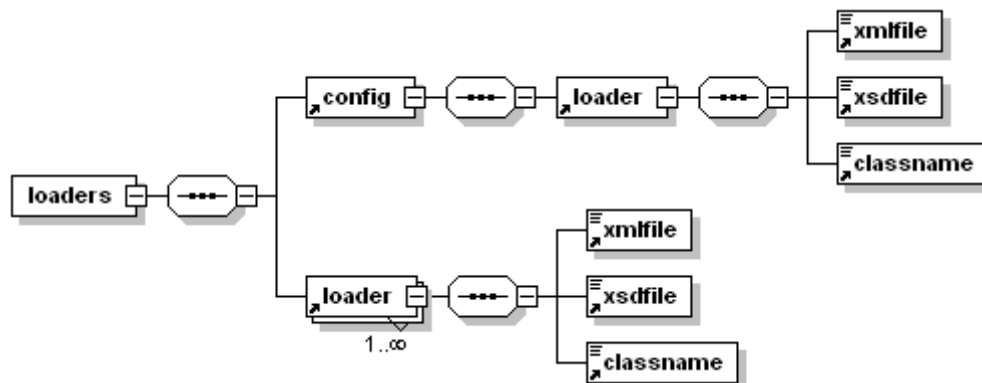 xmlfile
config
loader
xsdfile
classname
loaders
xmlfile
loader
xsdfile
1..∞
classname